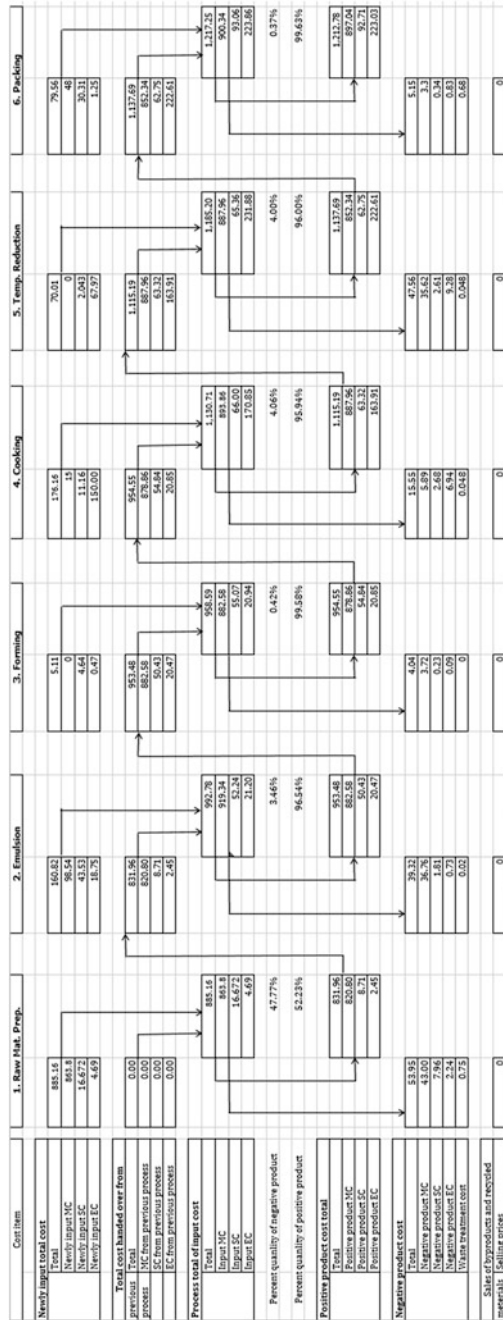 Cost item 1. Raw Mat. Prep. 2. Emulsion 3. Forming 4. Cooking 5. Temp. Reduction 6. Packing
Newly input total cost
Total 885.16 160.82 5.11 176.16 70.01 79.56
Newly input MC 863.8 98.54 0 15 0 48
Newly input SC 16.672 43.53 4.64 11.16 2.043 30.31
Newly input EC 4.69 18.75 0.47 150.00 67.97 1.25
Total cost handed over from
previous Total 0.00 831.96 953.48 954.55 1,115.19 1,137.69
process MC from previous process 0.00 820.80 882.58 878.86 887.96 852.34
SC from previous process 0.00 8.71 50.43 54.84 63.32 62.75
EC from previous process 0.00 2.45 20.47 20.85 163.91 222.61
Process total of input cost
Total 885.16 992.78 958.59 1,130.71 1,185.20 1,217.25
Input MC 863.8 919.34 882.58 893.86 887.96 900.34
Input SC 16.672 52.24 55.07 66.00 65.36 93.06
Input EC 4.69 21.20 20.94 170.85 231.88 223.86
Percent quanlity of negative product 47.77% 3.46% 0.42% 4.06% 4.00% 0.37%
Percent quanlity of positive product 52.23% 96.54% 99.58% 95.94% 96.00% 99.63%
Positive product cost total
Total 831.96 953.48 954.55 1,115.19 1,137.69 1,212.78
Positive product MC 820.80 882.58 878.86 887.96 852.34 897.04
Positive product SC 8.71 50.43 54.84 63.32 62.75 92.71
Positive product EC 2.45 20.47 20.85 163.91 222.61 223.03
Negative product cost
Total 53.95 39.32 4.04 15.55 47.56 5.15
Negative product MC 43.00 36.76 3.72 5.89 35.62 3.3
Negative product SC 7.96 1.81 0.23 2.68 2.61 0.34
Negative product EC 2.24 0.73 0.09 6.94 9.28 0.83
Waste treatment cost 0.75 0.02 0 0.048 0.048 0.68
Sales of byproducts and recycled
materials Selling prices 0 0 0 0 0 0